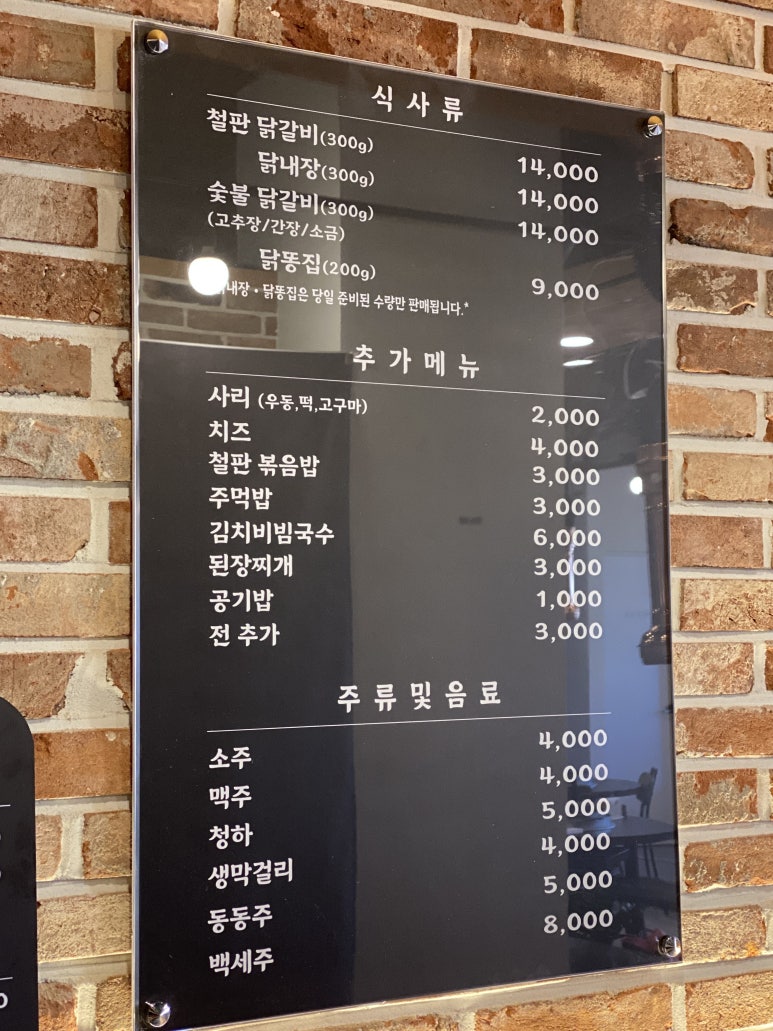 식사류
철판 닭갈비(300g) 14,000
닭내장(300g) 14,000
숯불 닭갈비(300g) 14,000
(고추장/간장/소금)
닭똥집(200g) 9,000
내장·닭똥집은 당일 준비된 수량만 판매됩니다.*
추가메뉴
사리 (우동,떡,고구마) 2,000
치즈 4,000
철판 볶음밥 3,000
주먹밥 3,000
김치비빔국수 6,000
된장찌개 3,000
공기밥 1,000
전 추가 3,000
주류및음료
소주 4,000
맥주 4,000
청하 5,000
생막걸리 4,000
동동주 5,000
백세주 8,000